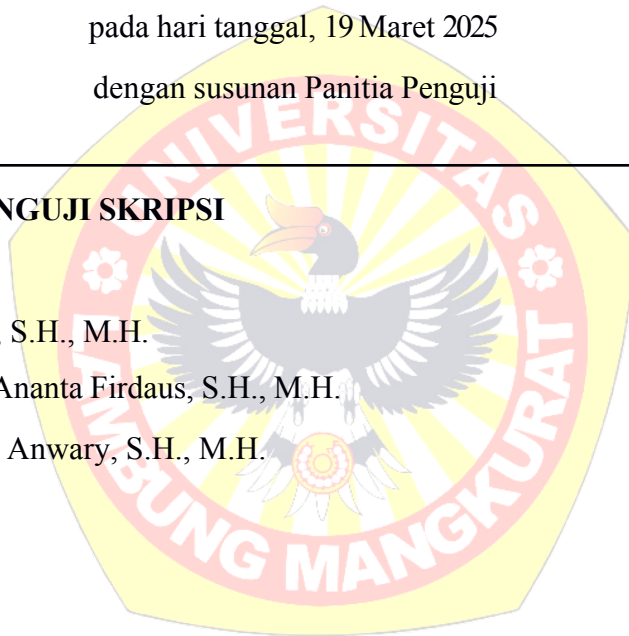 pada hari tanggal, 19 Maret 2025
dengan susunan Panitia Penguji
NGUJI SKRIPSI
, S.H., M.H.
Ananta Firdaus, S.H., M.H.
Anwary, S.H., M.H.
UNIVERSITAS
LAMBUNG MANGKURAT